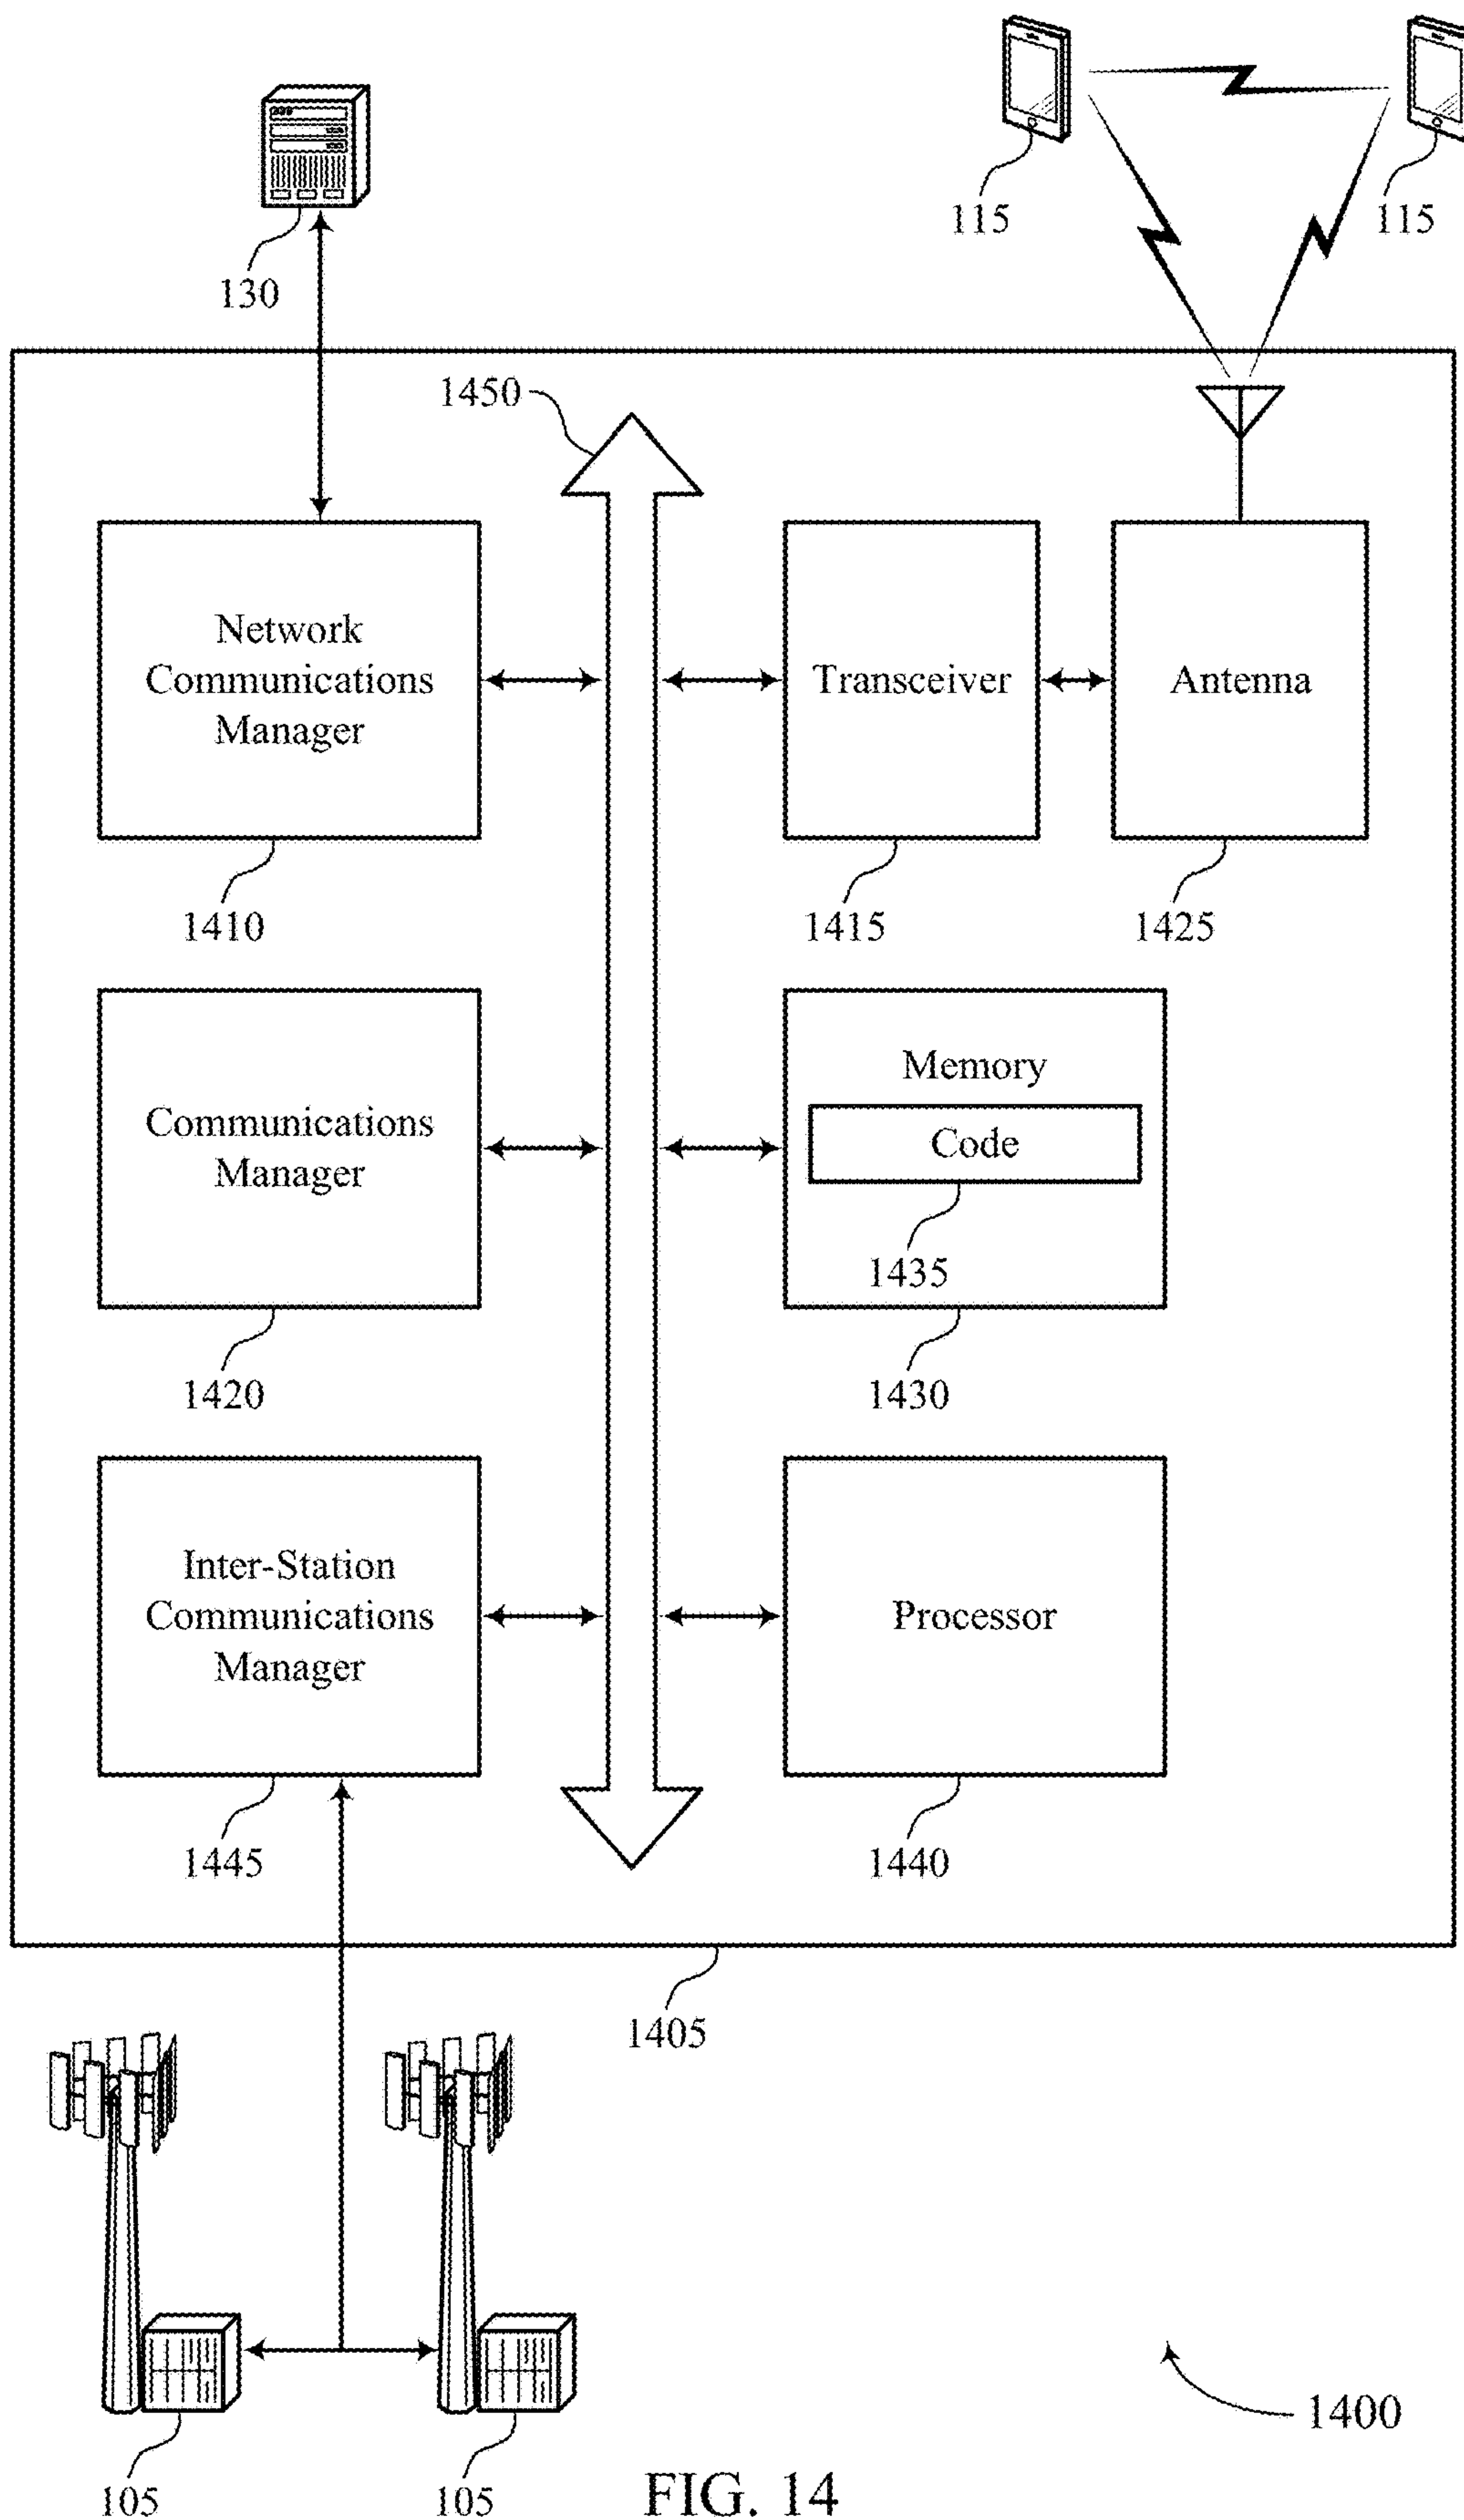 115
115
130
1450
Network
Communications
Manager
Transceiver
Antenna
1410
1415
1425
Communications
Manager
Memory
Code
1435
1420
1430
Inter-Station
Communications
Manager
Processor
1445
1440
1405
1400
105
105
FIG. 14